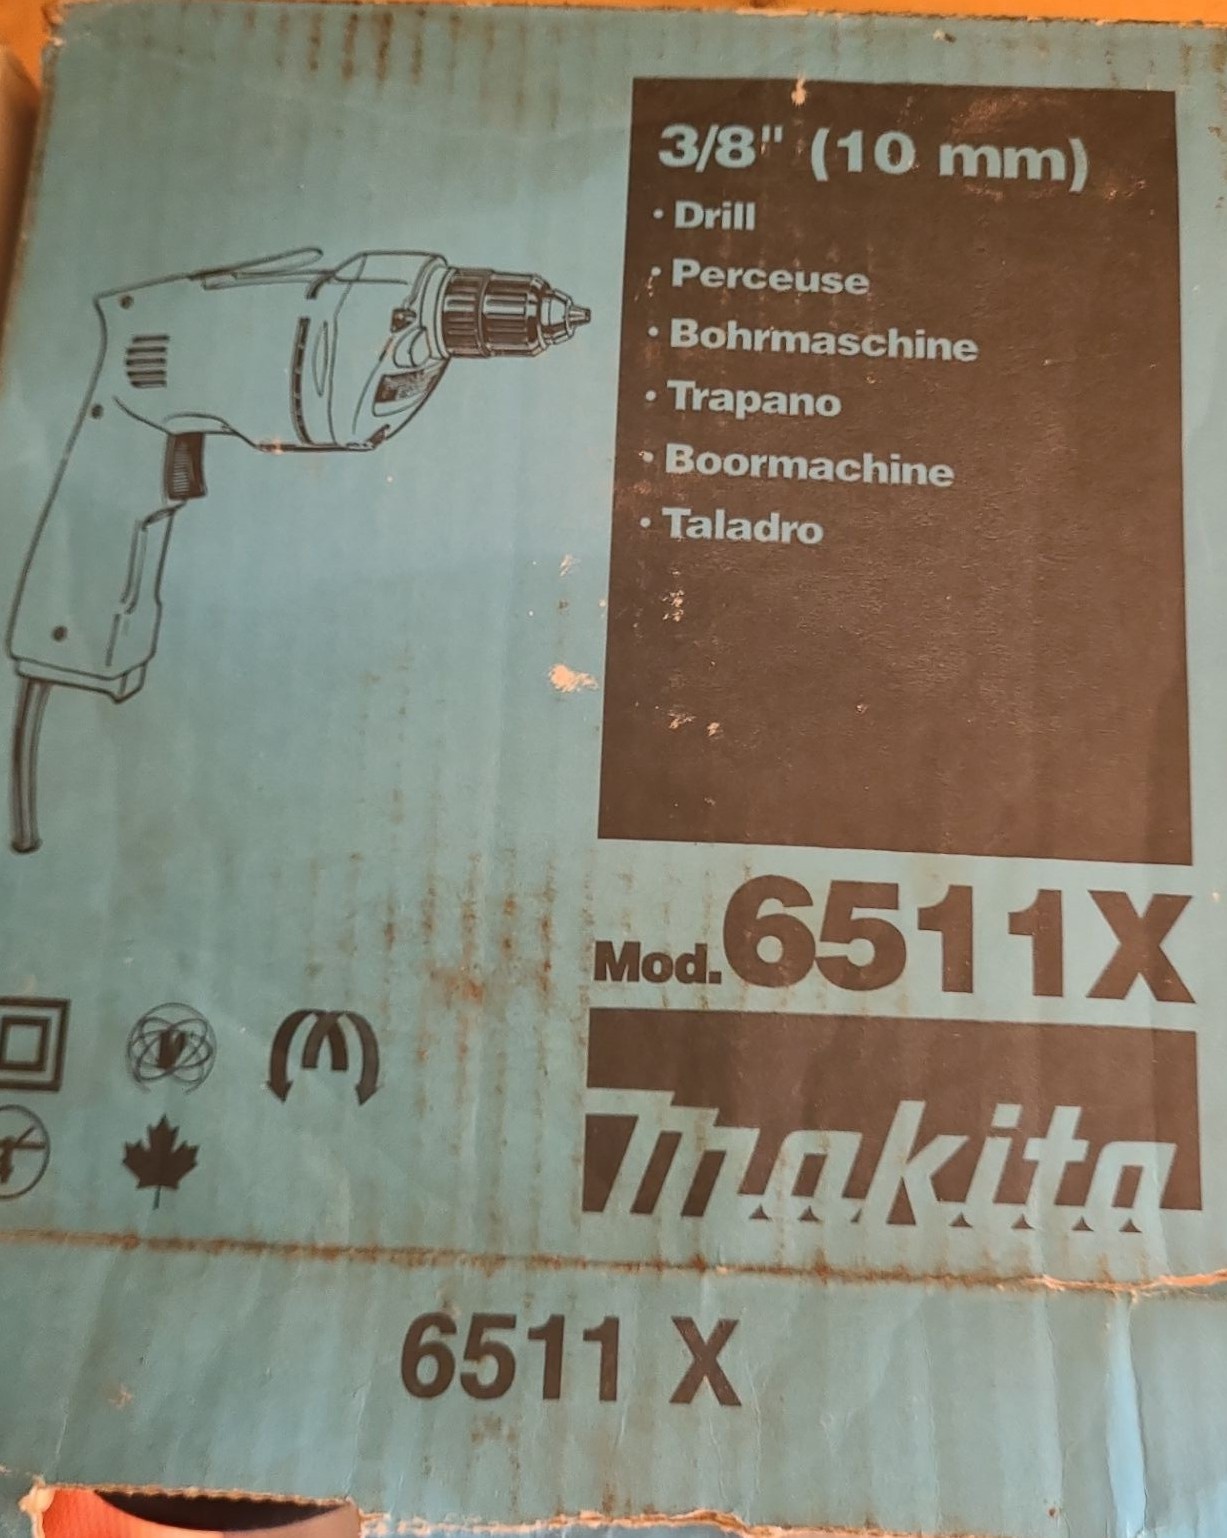 3/8" (10 mm)
• Drill
• Perceuse
• Bohrmaschine
• Trapano
• Boormachine
• Taladro
Mod. 6511X
makita
6511 X